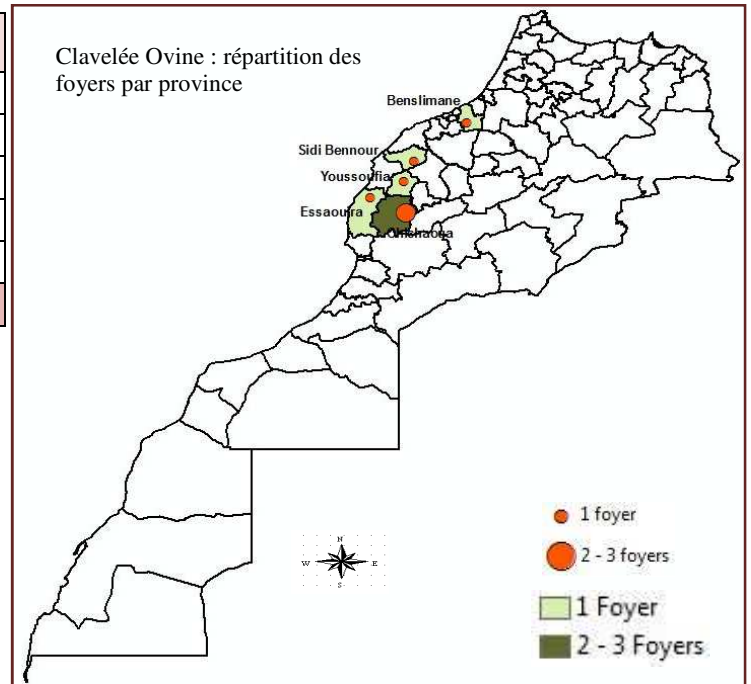 Clavelée Ovine : répartition des
foyers par province
Benslimane
Sidi Bennour
Youssoufia
Essaouira
N
W E
S
1 foyer
2 - 3 foyers
1 Foyer
2 - 3 Foyers